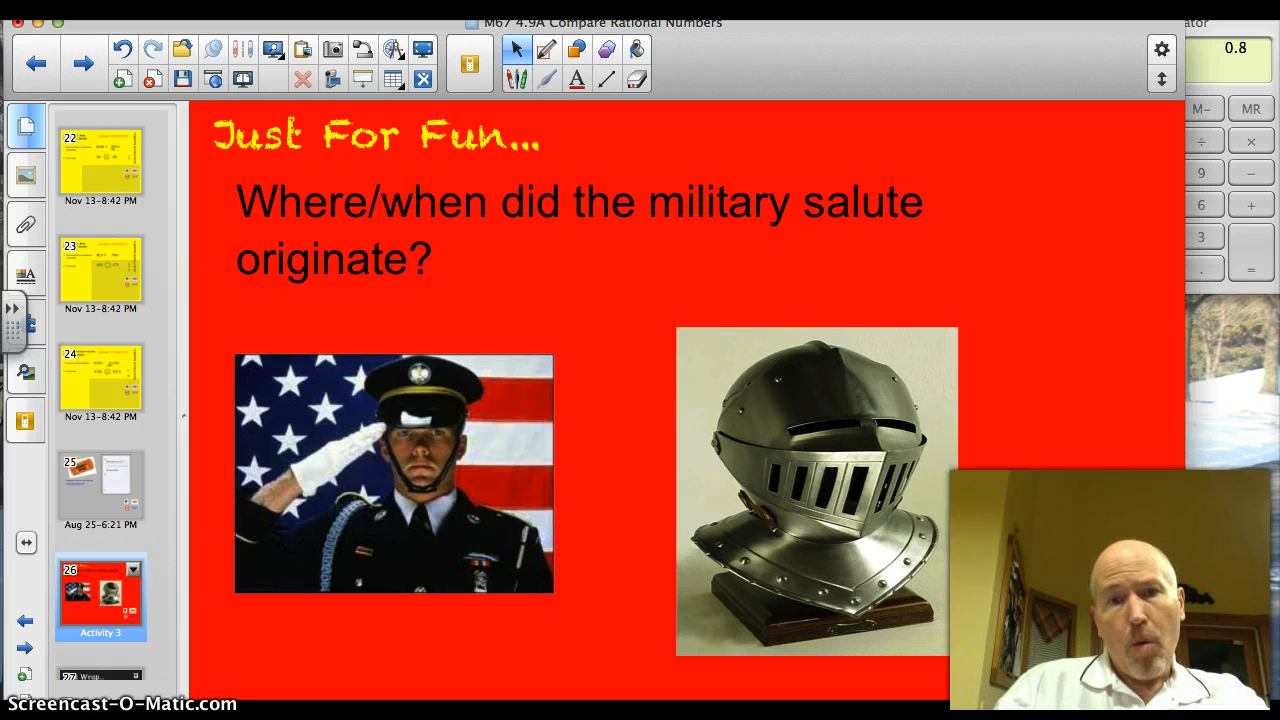 M67 4.9A Compare Rational Numbers
ator
0.8
M- MR
÷ ×
9 −
6 +
3
. =
Just For Fun...
Where/when did the military salute
originate?
22
Nov 13-8:42 PM
23
Nov 13-8:42 PM
24
Nov 13-8:42 PM
25
Aug 25-6:21 PM
26
Activity 3
27
Screencast-O-Matic.com